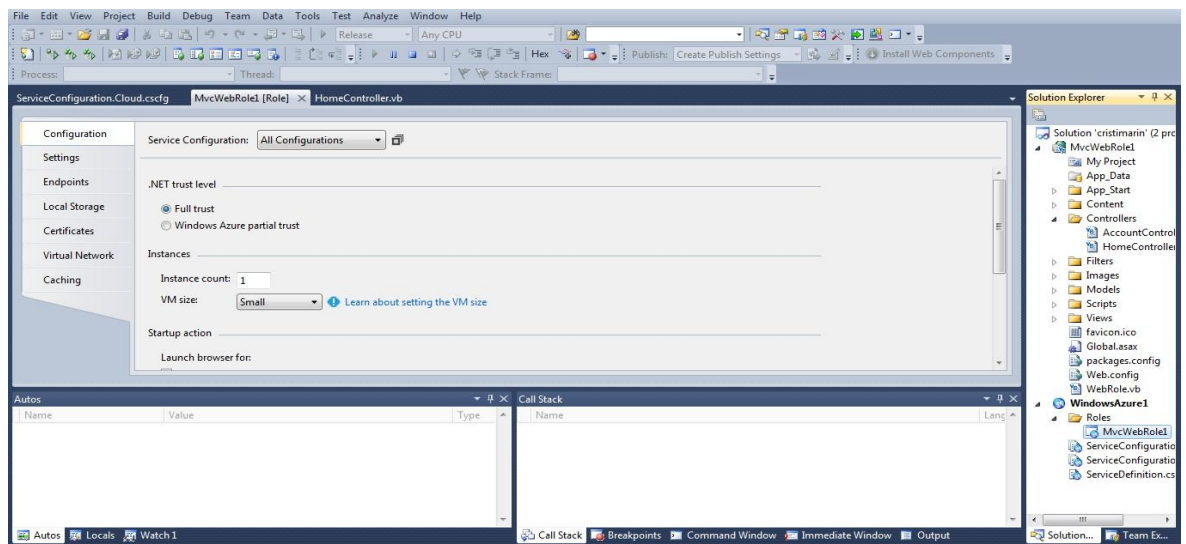 File Edit View Project Build Debug Team Data Tools Test Analyze Window Help
Release Any CPU
Hex Publish: Create Publish Settings Install Web Components
Process: Thread: Stack Frame:
ServiceConfiguration.Cloud.cscfg MvcWebRole1 [Role] HomeController.vb
Configuration
Settings
Endpoints
Local Storage
Certificates
Virtual Network
Caching
Service Configuration: All Configurations
.NET trust level
Full trust
Windows Azure partial trust
Instances
Instance count: 1
VM size: Small Learn about setting the VM size
Startup action
Launch browser for:
Autos
Name Value Type
Autos Locals Watch 1
Call Stack
Name Lang
Call Stack Breakpoints Command Window Immediate Window Output
Solution Explorer
Solution 'cristimarin' (2 pro
MvcWebRole1
My Project
App_Data
App_Start
Content
Controllers
AccountControl
HomeController
Filters
Images
Models
Scripts
Views
favicon.ico
Global.asax
packages.config
Web.config
WebRole.vb
WindowsAzure1
Roles
MvcWebRole1
ServiceConfiguratio
ServiceConfiguratio
ServiceDefinition.cs
Solution... Team Ex...